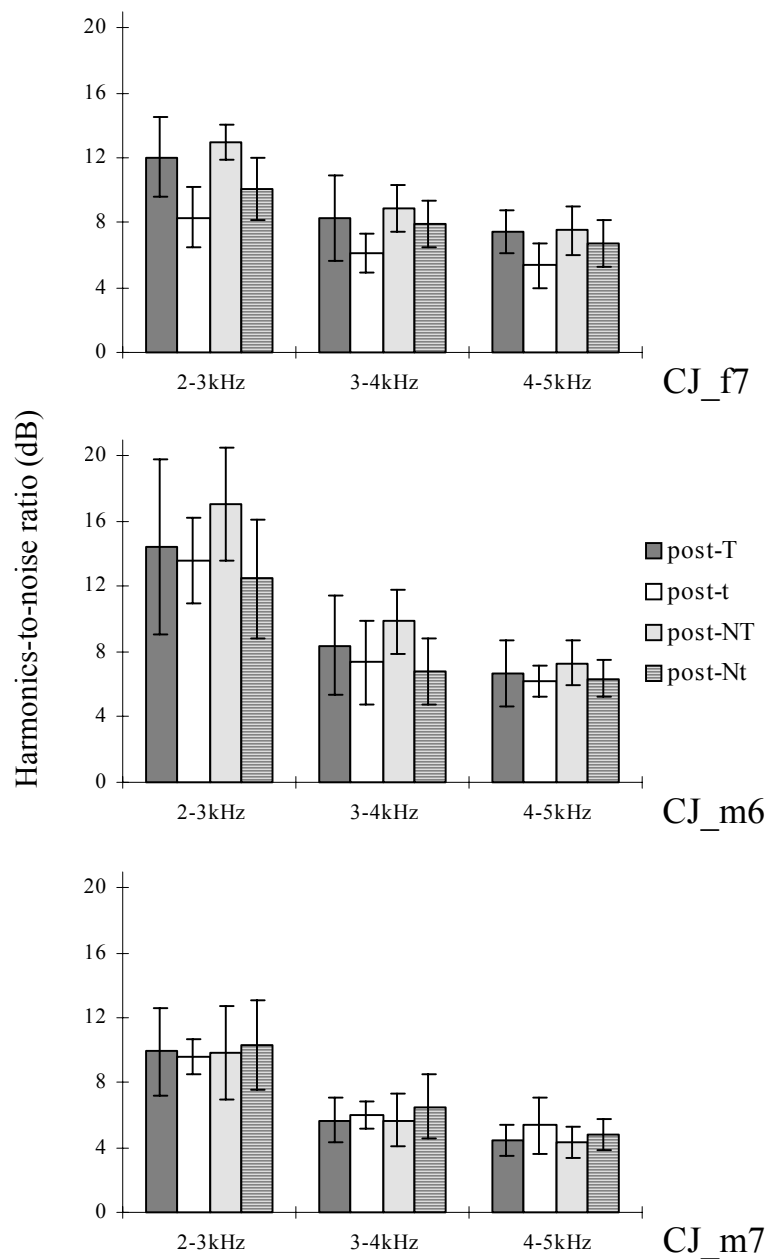 Harmonics-to-noise ratio (dB)
20
16
12
8
4
0
2-3kHz 3-4kHz 4-5kHz
CJ_f7
20
16
12
8
4
0
2-3kHz 3-4kHz 4-5kHz
CJ_m6
post-T
post-t
post-NT
post-Nt
20
16
12
8
4
0
2-3kHz 3-4kHz 4-5kHz
CJ_m7